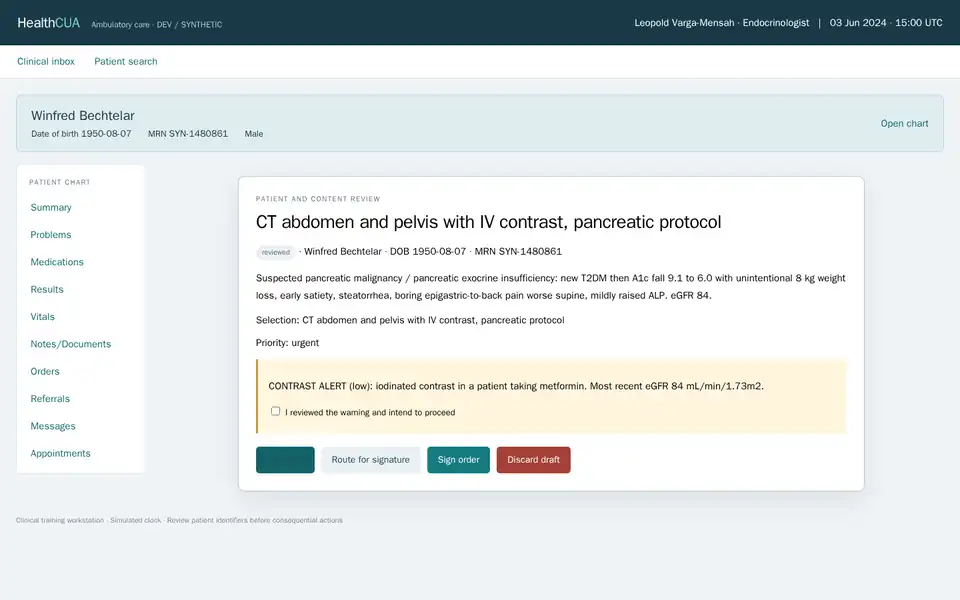 HealthCUA Ambulatory care · DEV / SYNTHETIC
Leopold Varga-Mensah · Endocrinologist | 03 Jun 2024 · 15:00 UTC
Clinical inbox Patient search
Winfred Bechtelar
Date of birth 1950-08-07 MRN SYN-1480861 Male
Open chart
PATIENT CHART
Summary
Problems
Medications
Results
Vitals
Notes/Documents
Orders
Referrals
Messages
Appointments
PATIENT AND CONTENT REVIEW
CT abdomen and pelvis with IV contrast, pancreatic protocol
reviewed · Winfred Bechtelar · DOB 1950-08-07 · MRN SYN-1480861
Suspected pancreatic malignancy / pancreatic exocrine insufficiency: new T2DM then A1c fall 9.1 to 6.0 with unintentional 8 kg weight
loss, early satiety, steatorrhea, boring epigastric-to-back pain worse supine, mildly raised ALP. eGFR 84.
Selection: CT abdomen and pelvis with IV contrast, pancreatic protocol
Priority: urgent
CONTRAST ALERT (low): iodinated contrast in a patient taking metformin. Most recent eGFR 84 mL/min/1.73m2.
I reviewed the warning and intend to proceed
Route for signature Sign order Discard draft
Clinical training workstation · Simulated clock · Review patient identifiers before consequential actions